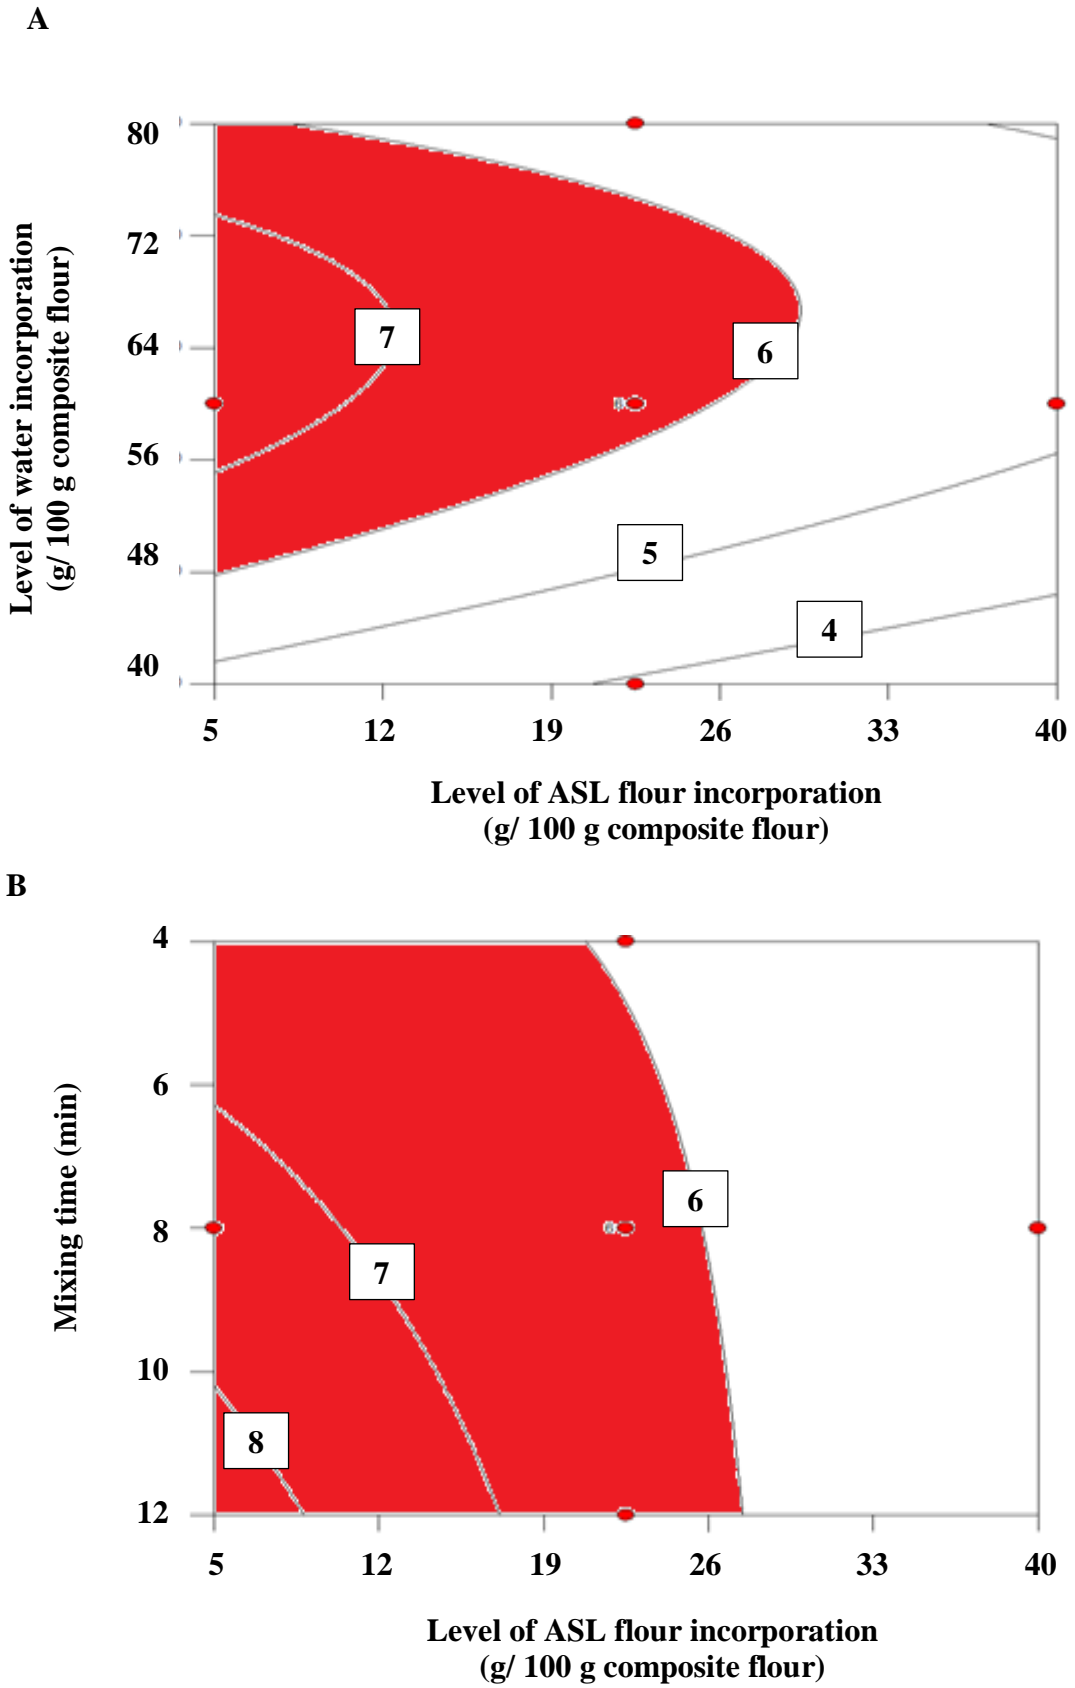 A
80
72
64
56
48
40
Level of water incorporation
(g/ 100 g composite flour)
7
6
5
4
5 12 19 26 33 40
Level of ASL flour incorporation
(g/ 100 g composite flour)
B
4
6
8
10
12
Mixing time (min)
6
7
8
5 12 19 26 33 40
Level of ASL flour incorporation
(g/ 100 g composite flour)